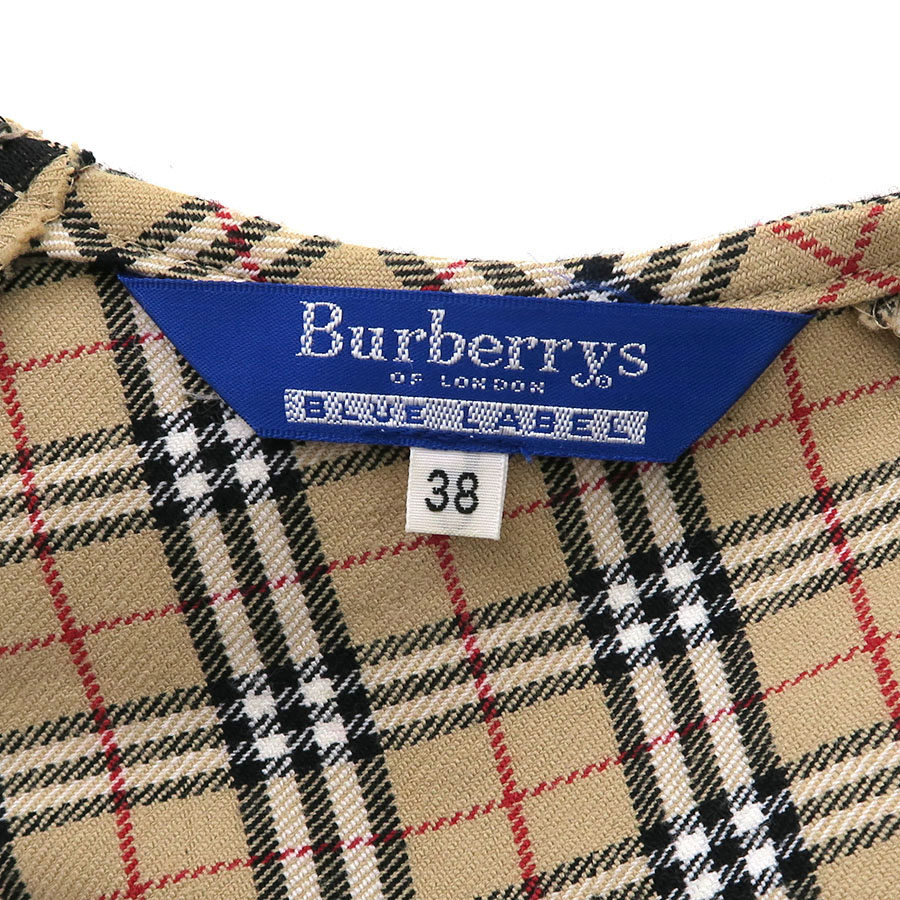 Burberrys®
OF LONDON
BLUE LABEL
38